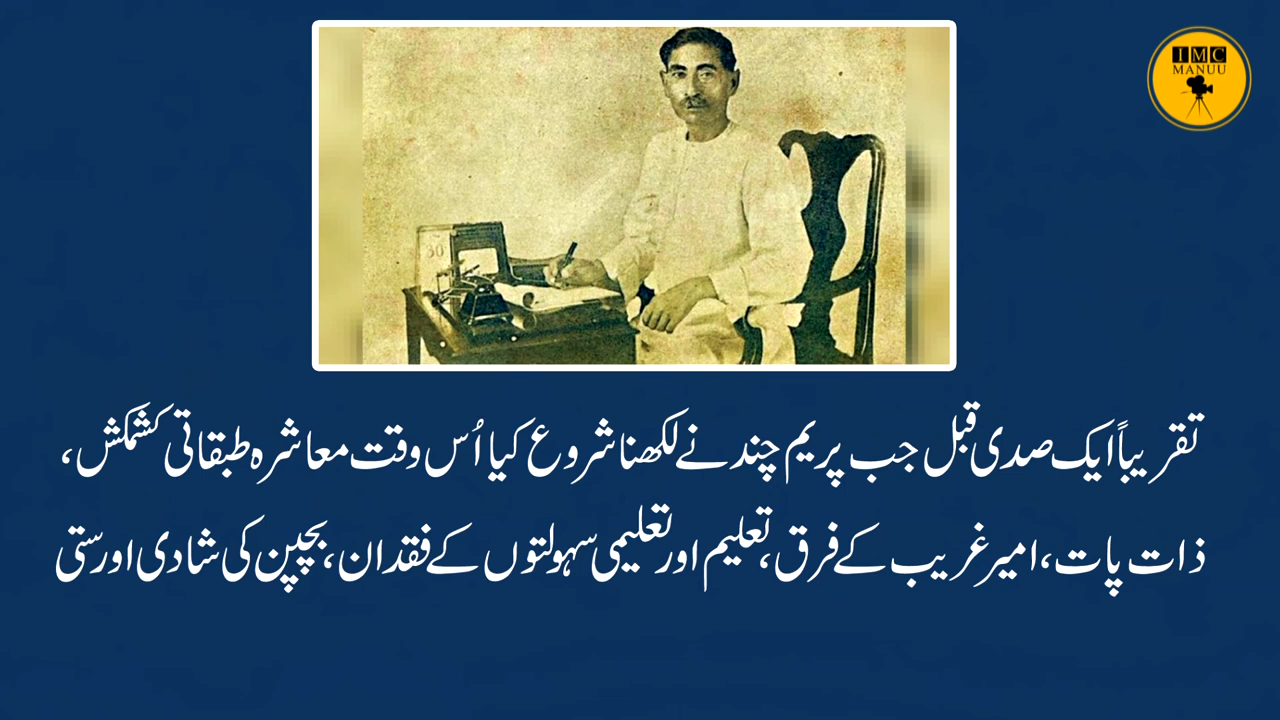 IMC
MANUU
30
تقریباً ایک صدی قبل جب پریم چند نے لکھنا شروع کیا اُس وقت معاشرہ طبقاتی کشمکش،
ذات پات، امیر غریب کے فرق، تعلیم اور تعلیمی سہولتوں کے فقدان، بچپن کی شادی اور ستی